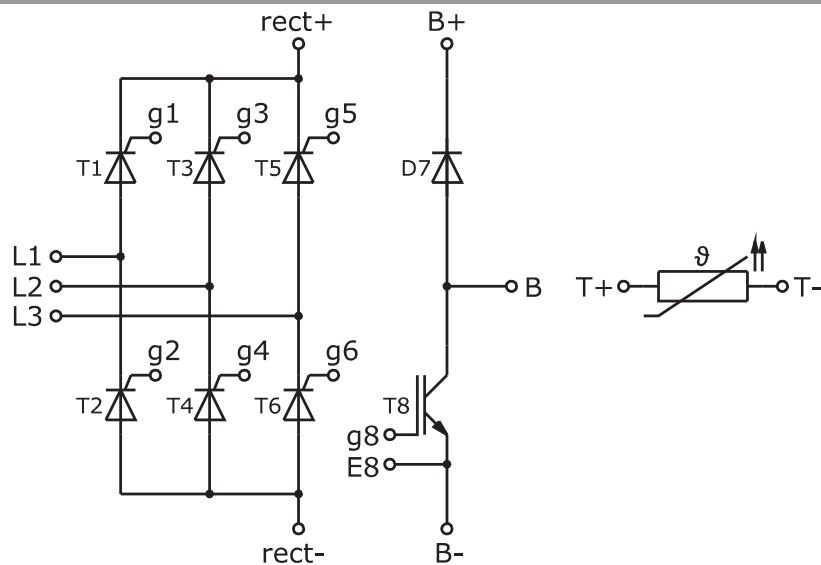 rect+ B+
g1 g3 g5
T1 T3 T5 D7
L1 ϑ
L2 B T+ T-
L3
g2 g4 g6
T2 T4 T6 T8
g8
E8
rect- B-